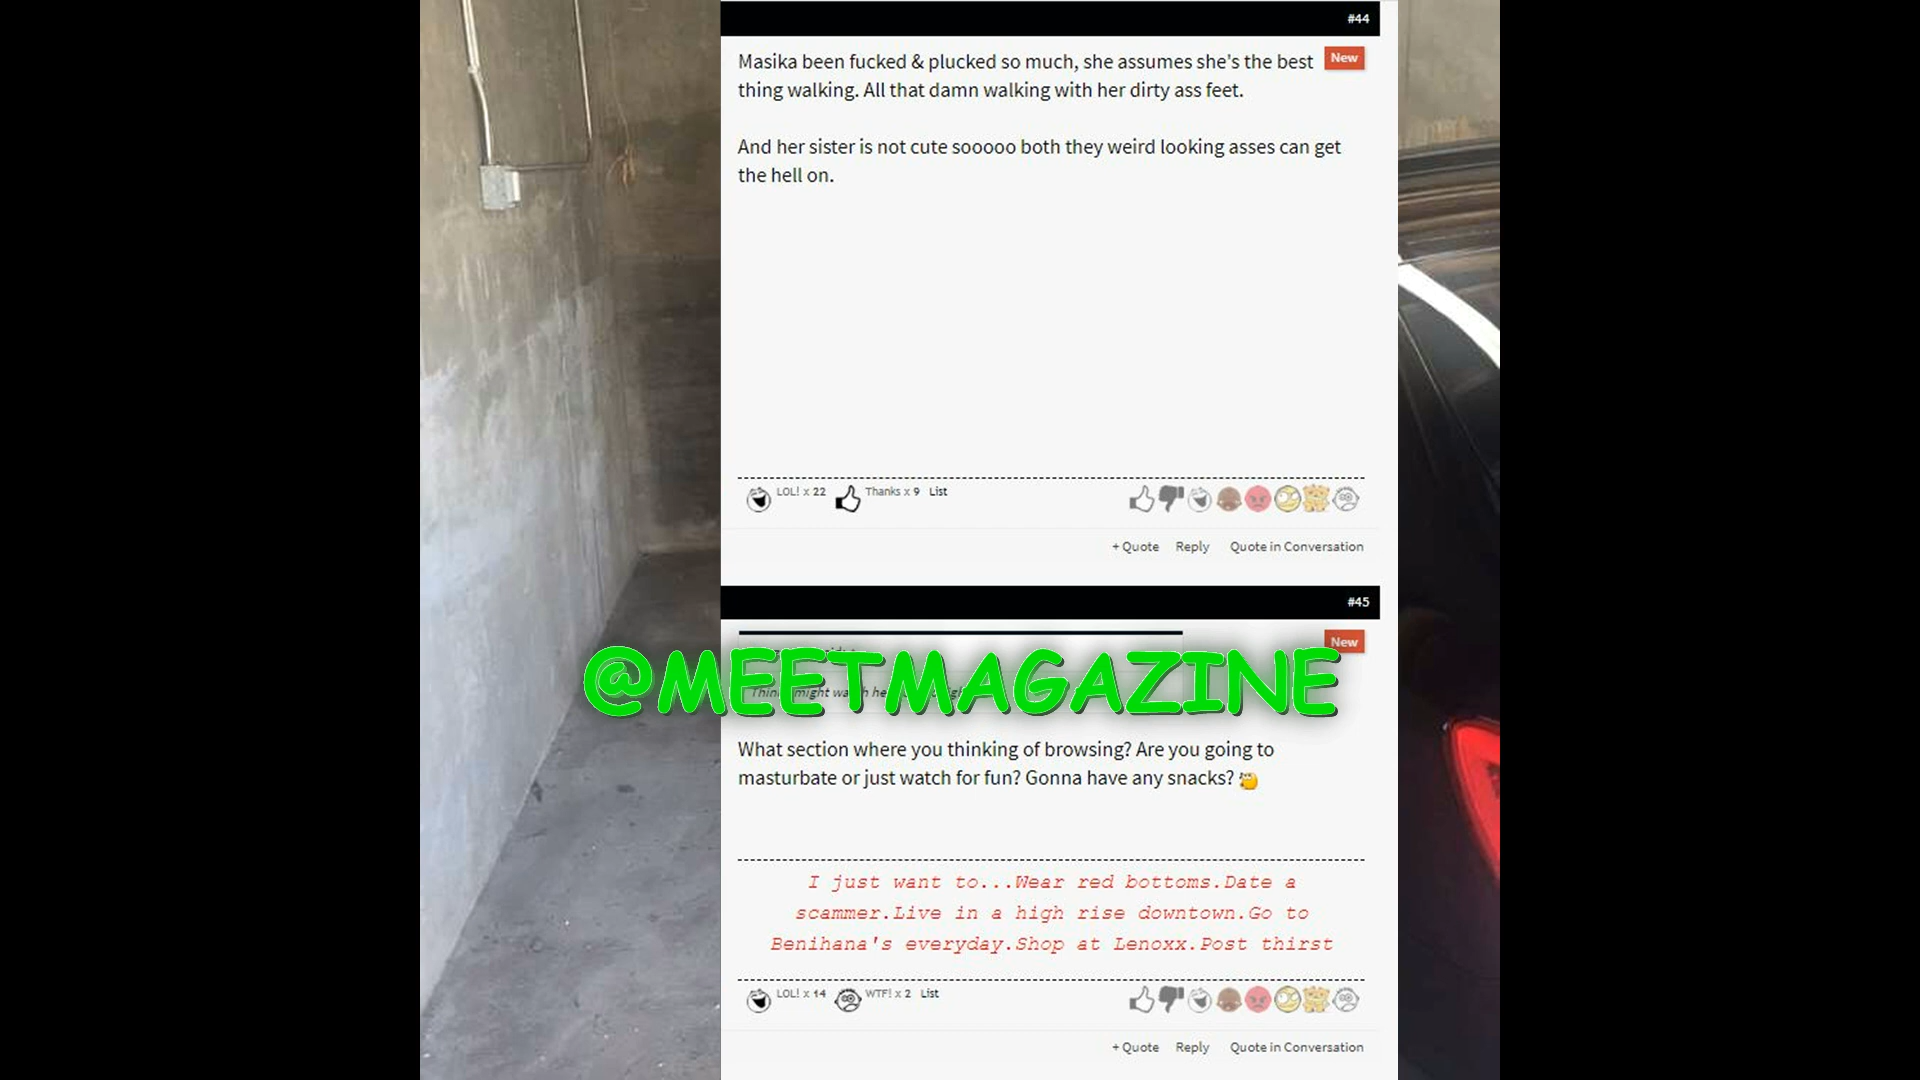 #44
Masika been fucked & plucked so much, she assumes she's the best
New
thing walking. All that damn walking with her dirty ass feet.
And her sister is not cute sooooo both they weird looking asses can get
the hell on.
LOL! x 22 Thanks x 9 List
+ Quote Reply Quote in Conversation
#45
New
@MEETMAGAZINE
might
What section where you thinking of browsing? Are you going to
masturbate or just watch for fun? Gonna have any snacks?
I just want to...Wear red bottoms.Date a
scammer.Live in a high rise downtown.Go to
Benihana's everyday.Shop at Lenoxx.Post thirst
LOL! x 14 WTF! x 2 List
+ Quote Reply Quote in Conversation